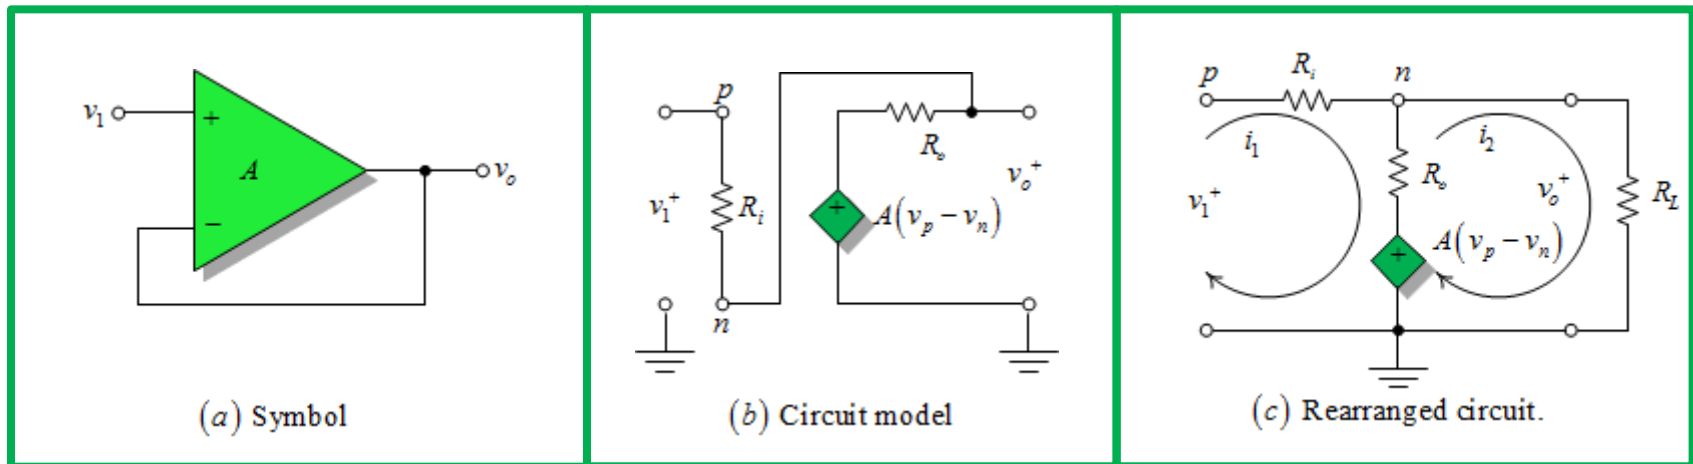 v₁
+
A
−
vₒ
(a) Symbol
p
Rₒ
v₁⁺
Rᵢ
vₒ⁺
+
A(vₚ − vₙ)
n
(b) Circuit model
p
Rᵢ
n
i₁
i₂
v₁⁺
Rₒ
vₒ⁺
R_L
+
A(vₚ − vₙ)
(c) Rearranged circuit.